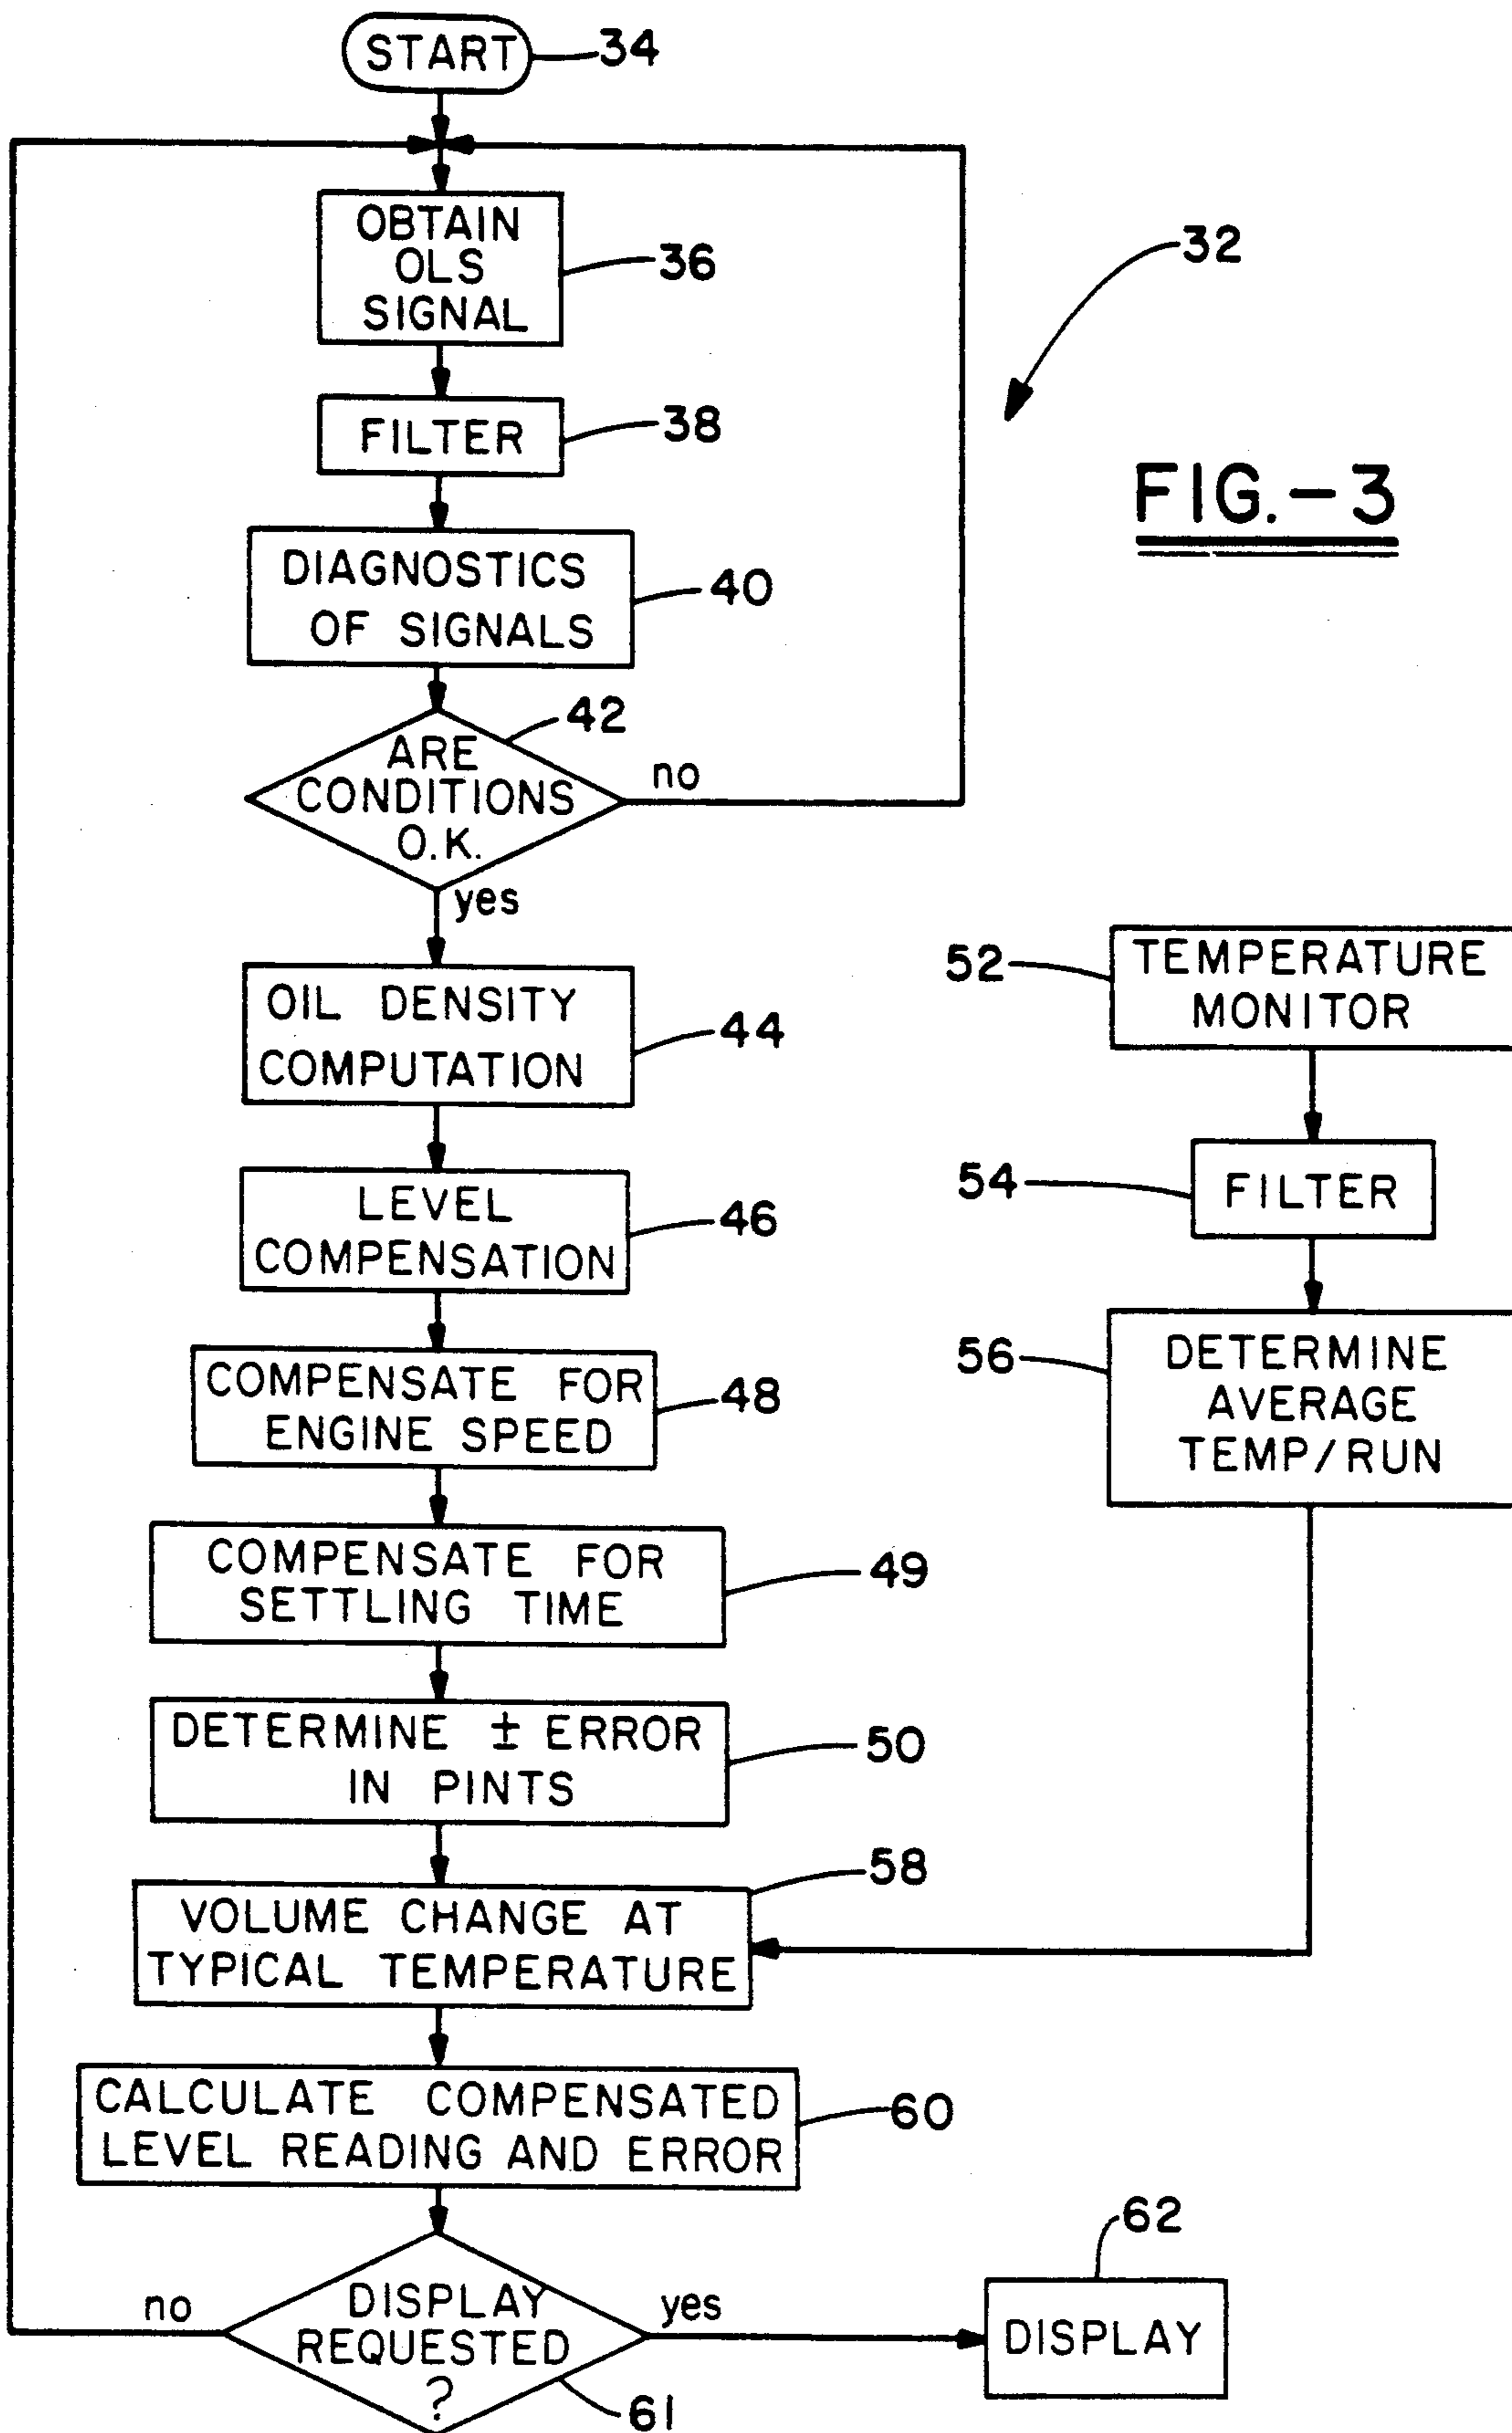 START
34
OBTAIN
OLS
SIGNAL
36
32
FILTER
38
FIG.-3
DIAGNOSTICS
OF SIGNALS
40
42
ARE
CONDITIONS
O.K.
no
yes
OIL DENSITY
COMPUTATION
44
52
TEMPERATURE
MONITOR
LEVEL
COMPENSATION
46
54
FILTER
COMPENSATE FOR
ENGINE SPEED
48
56
DETERMINE
AVERAGE
TEMP/RUN
COMPENSATE FOR
SETTLING TIME
49
DETERMINE ± ERROR
IN PINTS
50
58
VOLUME CHANGE AT
TYPICAL TEMPERATURE
CALCULATE COMPENSATED
LEVEL READING AND ERROR
60
no
DISPLAY
REQUESTED
?
61
yes
62
DISPLAY